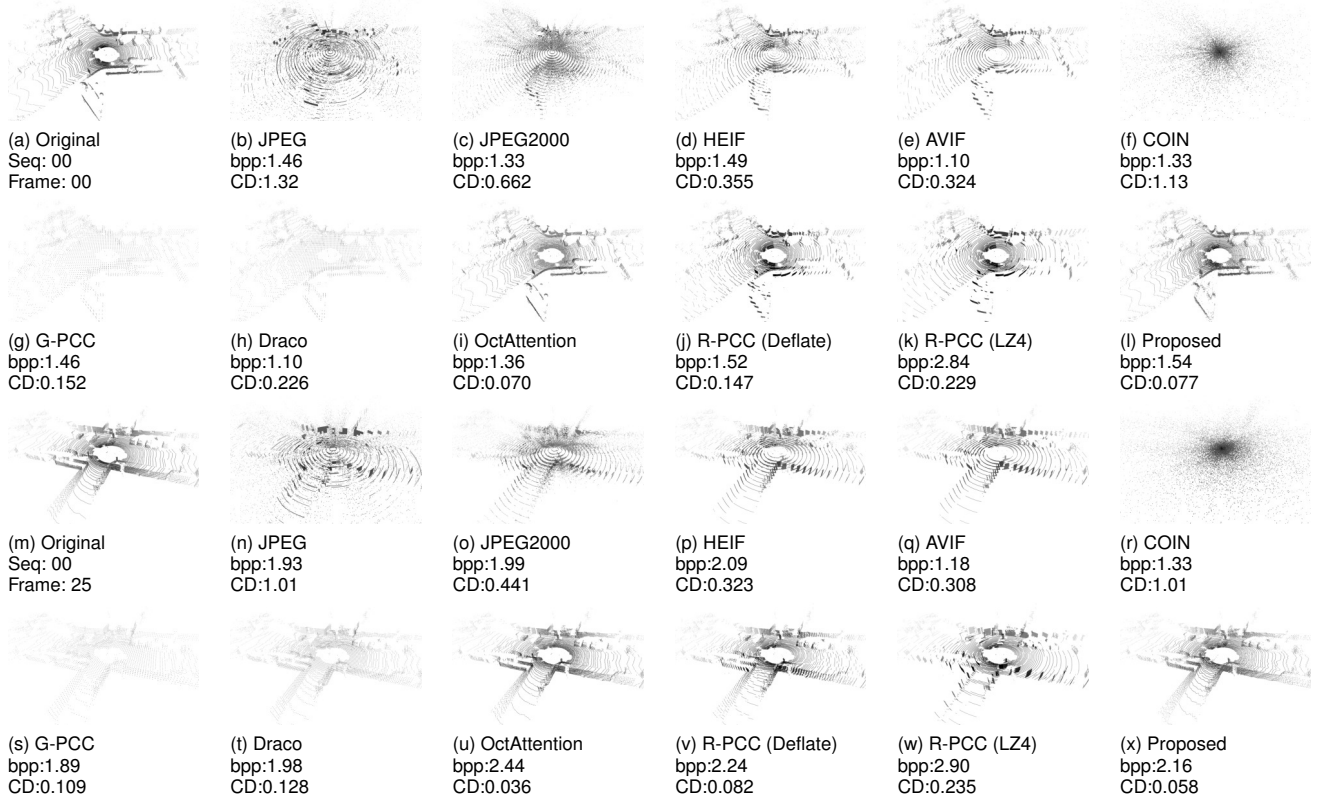 (a) Original
Seq: 00
Frame: 00
(b) JPEG
bpp:1.46
CD:1.32
(c) JPEG2000
bpp:1.33
CD:0.662
(d) HEIF
bpp:1.49
CD:0.355
(e) AVIF
bpp:1.10
CD:0.324
(f) COIN
bpp:1.33
CD:1.13
(g) G-PCC
bpp:1.46
CD:0.152
(h) Draco
bpp:1.10
CD:0.226
(i) OctAttention
bpp:1.36
CD:0.070
(j) R-PCC (Deflate)
bpp:1.52
CD:0.147
(k) R-PCC (LZ4)
bpp:2.84
CD:0.229
(l) Proposed
bpp:1.54
CD:0.077
(m) Original
Seq: 00
Frame: 25
(n) JPEG
bpp:1.93
CD:1.01
(o) JPEG2000
bpp:1.99
CD:0.441
(p) HEIF
bpp:2.09
CD:0.323
(q) AVIF
bpp:1.18
CD:0.308
(r) COIN
bpp:1.33
CD:1.01
(s) G-PCC
bpp:1.89
CD:0.109
(t) Draco
bpp:1.98
CD:0.128
(u) OctAttention
bpp:2.44
CD:0.036
(v) R-PCC (Deflate)
bpp:2.24
CD:0.082
(w) R-PCC (LZ4)
bpp:2.90
CD:0.235
(x) Proposed
bpp:2.16
CD:0.058